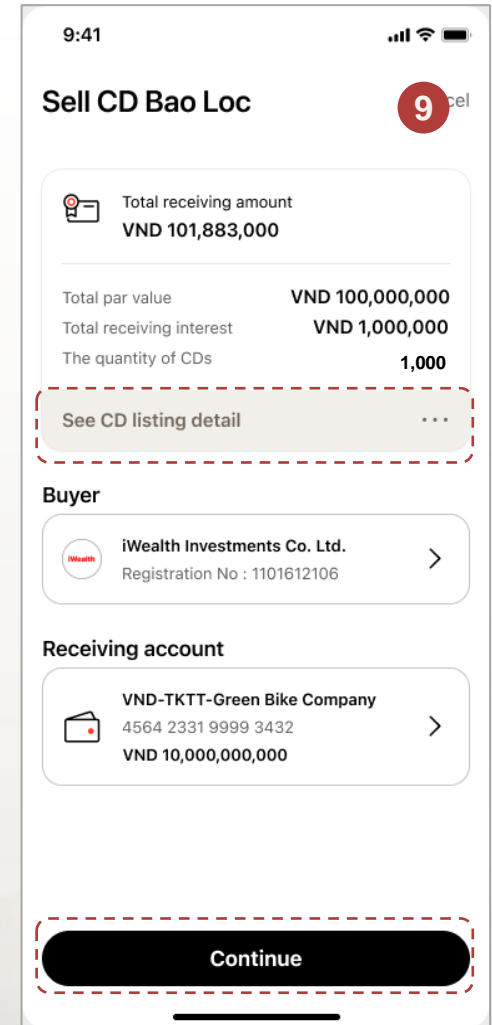 9:41
Sell CD Bao Loc
9
cel
Total receiving amount
VND 101,883,000
Total par value VND 100,000,000
Total receiving interest VND 1,000,000
The quantity of CDs 1,000
See CD listing detail ...
Buyer
iWealth
iWealth Investments Co. Ltd.
Registration No : 1101612106
Receiving account
VND-TKTT-Green Bike Company
4564 2331 9999 3432
VND 10,000,000,000
Continue